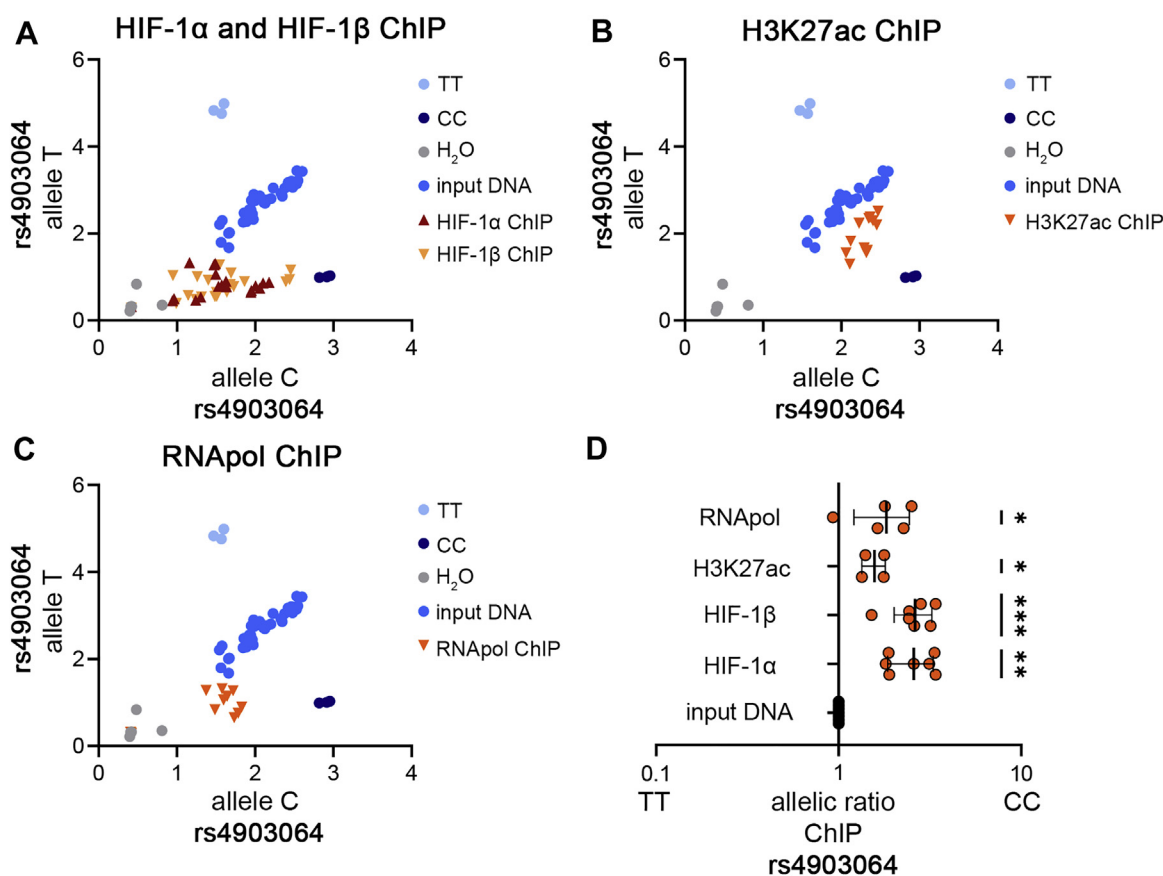 A
HIF-1α and HIF-1β ChIP
6
4
2
0
rs4903064
allele T
0 1 2 3 4
allele C
rs4903064
TT
CC
H2O
input DNA
HIF-1α ChIP
HIF-1β ChIP
B
H3K27ac ChIP
6
4
2
0
rs4903064
allele T
0 1 2 3 4
allele C
rs4903064
TT
CC
H2O
input DNA
H3K27ac ChIP
C
RNApol ChIP
6
4
2
0
rs4903064
allele T
0 1 2 3 4
allele C
rs4903064
TT
CC
H2O
input DNA
RNApol ChIP
D
RNApol *
H3K27ac *
HIF-1β ***
HIF-1α **
input DNA
0.1 1 10
TT allelic ratio CC
ChIP
rs4903064